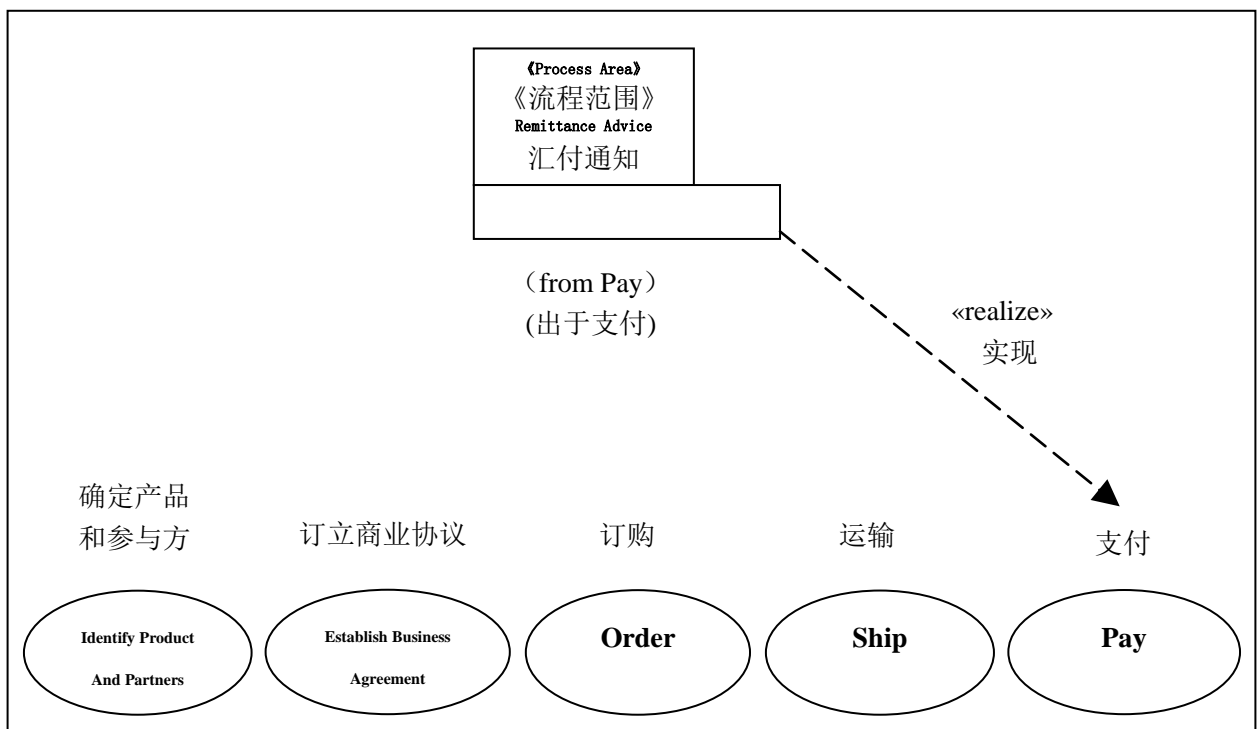 《Process Area》
《流程范围》
Remittance Advice
汇付通知
（from Pay）
(出于支付)
«realize»
实现
确定产品
和参与方
订立商业协议
订购
运输
支付
Identify Product
And Partners
Establish Business
Agreement
Order
Ship
Pay